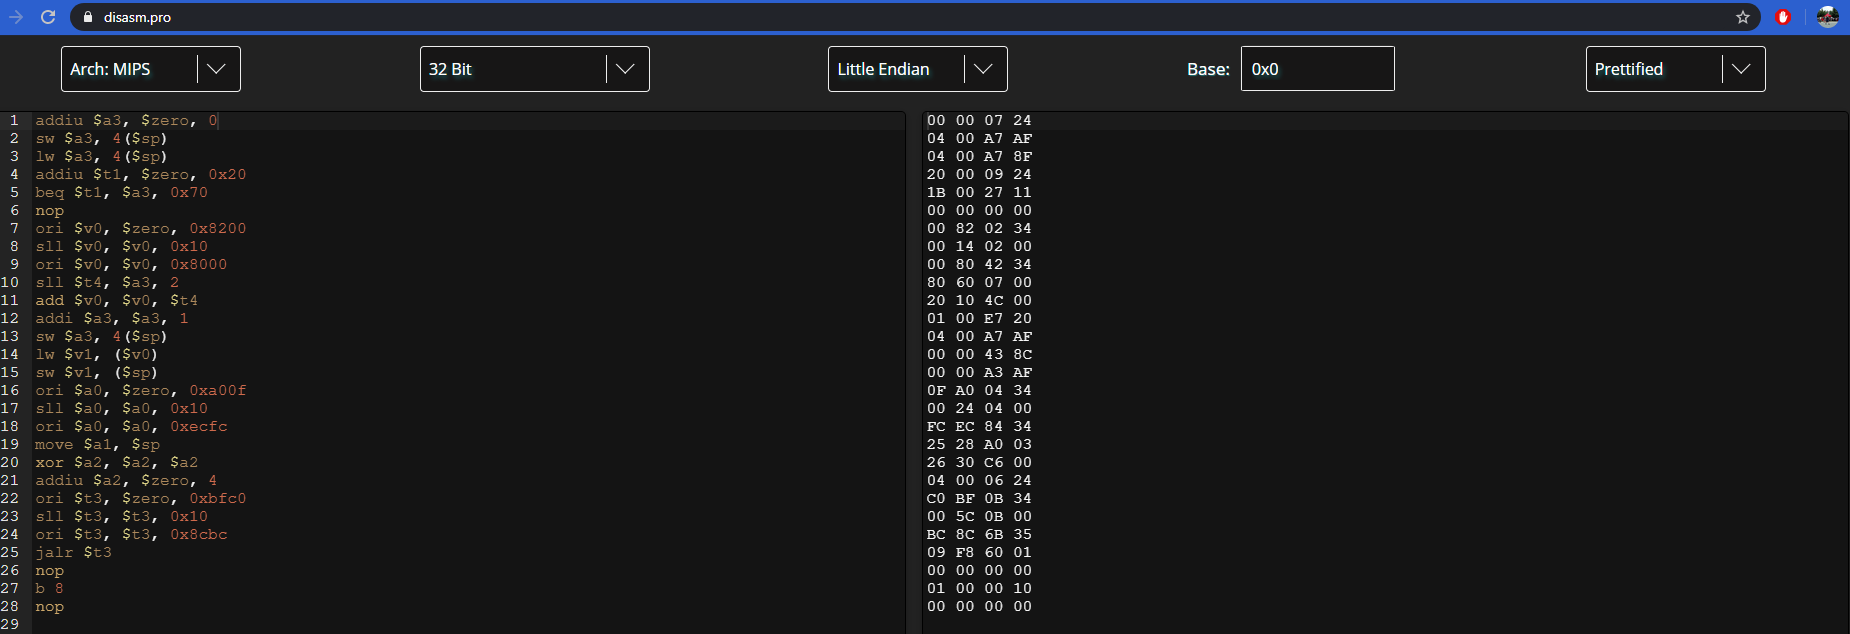 disasm.pro
Arch: MIPS 32 Bit Little Endian Base: 0x0 Prettified
1 addiu $a3, $zero, 0 00 00 07 24
2 sw $a3, 4($sp) 04 00 A7 AF
3 lw $a3, 4($sp) 04 00 A7 8F
4 addiu $t1, $zero, 0x20 20 00 09 24
5 beq $t1, $a3, 0x70 1B 00 27 11
6 nop 00 00 00 00
7 ori $v0, $zero, 0x8200 00 82 02 34
8 sll $v0, $v0, 0x10 00 14 02 00
9 ori $v0, $v0, 0x8000 00 80 42 34
10 sll $t4, $a3, 2 80 60 07 00
11 add $v0, $v0, $t4 20 10 4C 00
12 addi $a3, $a3, 1 01 00 E7 20
13 sw $a3, 4($sp) 04 00 A7 AF
14 lw $v1, ($v0) 00 00 43 8C
15 sw $v1, ($sp) 00 00 A3 AF
16 ori $a0, $zero, 0xa00f 0F A0 04 34
17 sll $a0, $a0, 0x10 00 24 04 00
18 ori $a0, $a0, 0xecfc FC EC 84 34
19 move $a1, $sp 25 28 A0 03
20 xor $a2, $a2, $a2 26 30 C6 00
21 addiu $a2, $zero, 4 04 00 06 24
22 ori $t3, $zero, 0xbfc0 C0 BF 0B 34
23 sll $t3, $t3, 0x10 00 5C 0B 00
24 ori $t3, $t3, 0x8cbc BC 8C 6B 35
25 jalr $t3 09 F8 60 01
26 nop 00 00 00 00
27 b 8 01 00 00 10
28 nop 00 00 00 00
29